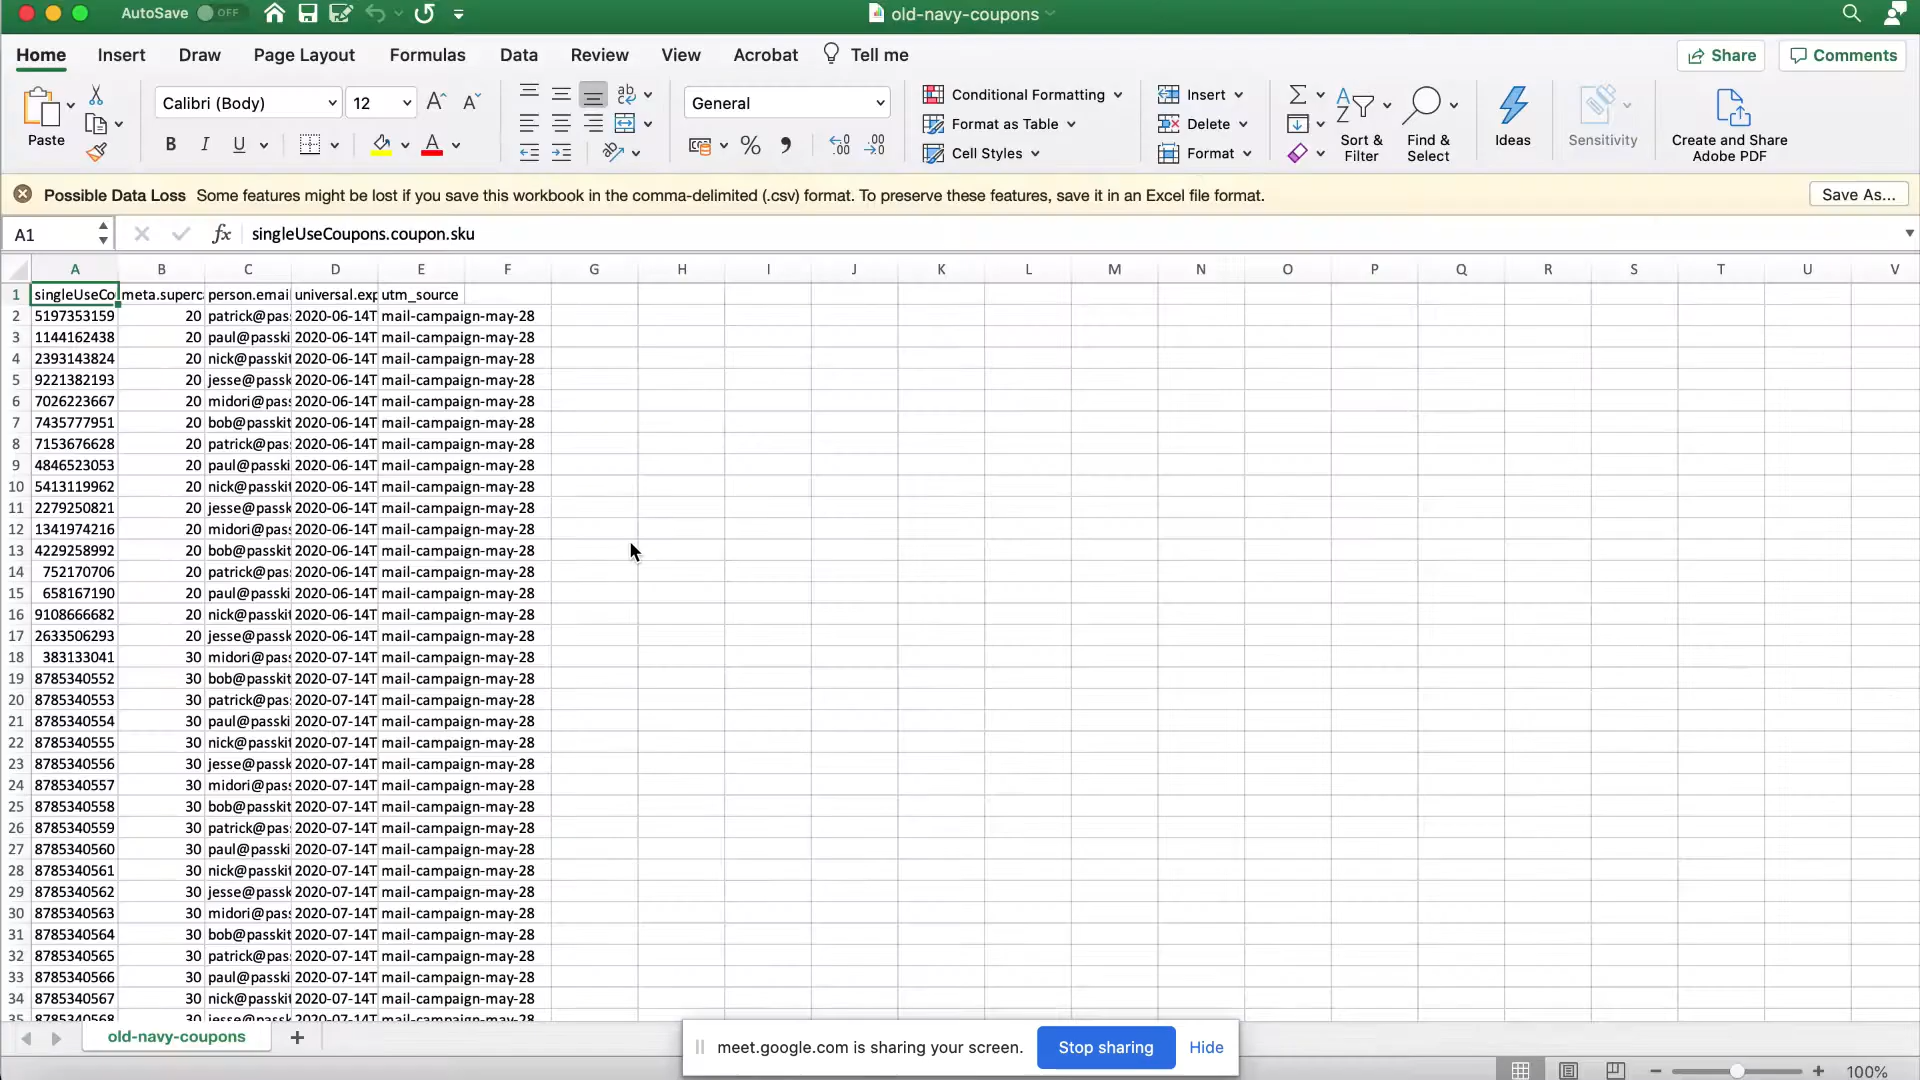 AutoSave OFF old-navy-coupons
Home Insert Draw Page Layout Formulas Data Review View Acrobat Tell me Share Comments
Paste Calibri (Body) 12 General Conditional Formatting Format as Table Cell Styles Insert Delete Format Sort & Filter Find & Select Ideas Sensitivity Create and Share Adobe PDF
Possible Data Loss Some features might be lost if you save this workbook in the comma-delimited (.csv) format. To preserve these features, save it in an Excel file format. Save As...
A1 fx singleUseCoupons.coupon.sku
A B C D E F G H I J K L M N O P Q R S T U V
1 singleUseCo meta.superca person.email universal.exp utm_source
2 5197353159 20 patrick@pas 2020-06-14T mail-campaign-may-28
3 1144162438 20 paul@passki 2020-06-14T mail-campaign-may-28
4 2393143824 20 nick@passkit 2020-06-14T mail-campaign-may-28
5 9221382193 20 jesse@passk 2020-06-14T mail-campaign-may-28
6 7026223667 20 midori@pas 2020-06-14T mail-campaign-may-28
7 7435777951 20 bob@passkit 2020-06-14T mail-campaign-may-28
8 7153676628 20 patrick@pas 2020-06-14T mail-campaign-may-28
9 4846523053 20 paul@passki 2020-06-14T mail-campaign-may-28
10 5413119962 20 nick@passkit 2020-06-14T mail-campaign-may-28
11 2279250821 20 jesse@passk 2020-06-14T mail-campaign-may-28
12 1341974216 20 midori@pas 2020-06-14T mail-campaign-may-28
13 4229258992 20 bob@passkit 2020-06-14T mail-campaign-may-28
14 752170706 20 patrick@pas 2020-06-14T mail-campaign-may-28
15 658167190 20 paul@passki 2020-06-14T mail-campaign-may-28
16 9108666682 20 nick@passkit 2020-06-14T mail-campaign-may-28
17 2633506293 20 jesse@passk 2020-06-14T mail-campaign-may-28
18 383133041 30 midori@pas 2020-07-14T mail-campaign-may-28
19 8785340552 30 bob@passkit 2020-07-14T mail-campaign-may-28
20 8785340553 30 patrick@pas 2020-07-14T mail-campaign-may-28
21 8785340554 30 paul@passki 2020-07-14T mail-campaign-may-28
22 8785340555 30 nick@passkit 2020-07-14T mail-campaign-may-28
23 8785340556 30 jesse@passk 2020-07-14T mail-campaign-may-28
24 8785340557 30 midori@pas 2020-07-14T mail-campaign-may-28
25 8785340558 30 bob@passkit 2020-07-14T mail-campaign-may-28
26 8785340559 30 patrick@pas 2020-07-14T mail-campaign-may-28
27 8785340560 30 paul@passki 2020-07-14T mail-campaign-may-28
28 8785340561 30 nick@passkit 2020-07-14T mail-campaign-may-28
29 8785340562 30 jesse@passk 2020-07-14T mail-campaign-may-28
30 8785340563 30 midori@pas 2020-07-14T mail-campaign-may-28
31 8785340564 30 bob@passkit 2020-07-14T mail-campaign-may-28
32 8785340565 30 patrick@pas 2020-07-14T mail-campaign-may-28
33 8785340566 30 paul@passki 2020-07-14T mail-campaign-may-28
34 8785340567 30 nick@passkit 2020-07-14T mail-campaign-may-28
35 8785340568 30 jesse@passk 2020-07-14T mail-campaign-may-28
old-navy-coupons
meet.google.com is sharing your screen. Stop sharing Hide
100%